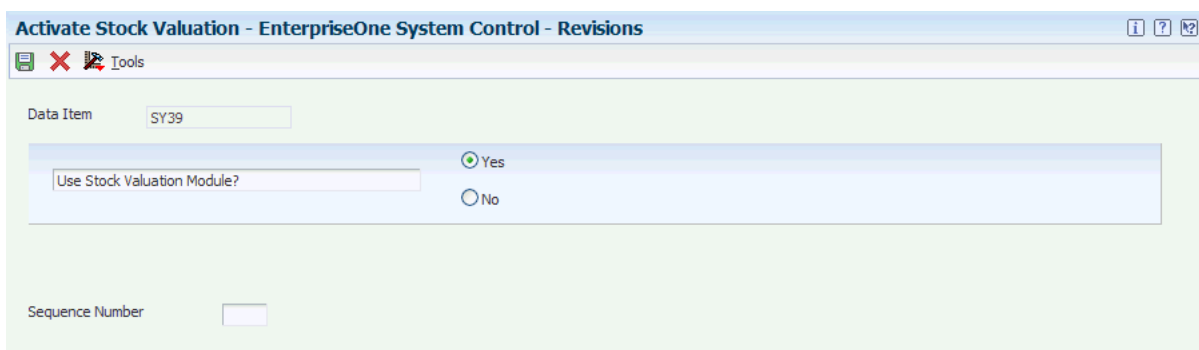 Activate Stock Valuation - EnterpriseOne System Control - Revisions
Tools
Data Item SY39
Yes
Use Stock Valuation Module?
No
Sequence Number